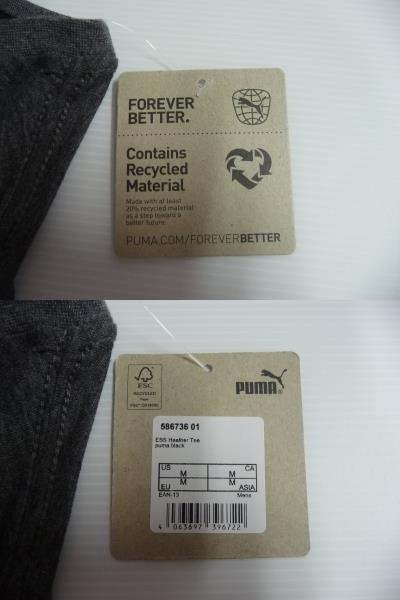 FOREVER
BETTER.
Contains
Recycled
Material
Made with at least
20% recycled material
as a step toward a
better future.
PUMA.COM/FOREVERBETTER
FSC
RECYCLED
Paper
PUMA
586736 01
ESS Heather Tee
puma black
US M M CA
EU M M ASIA
EAN-13 Mens
4 063697 396722